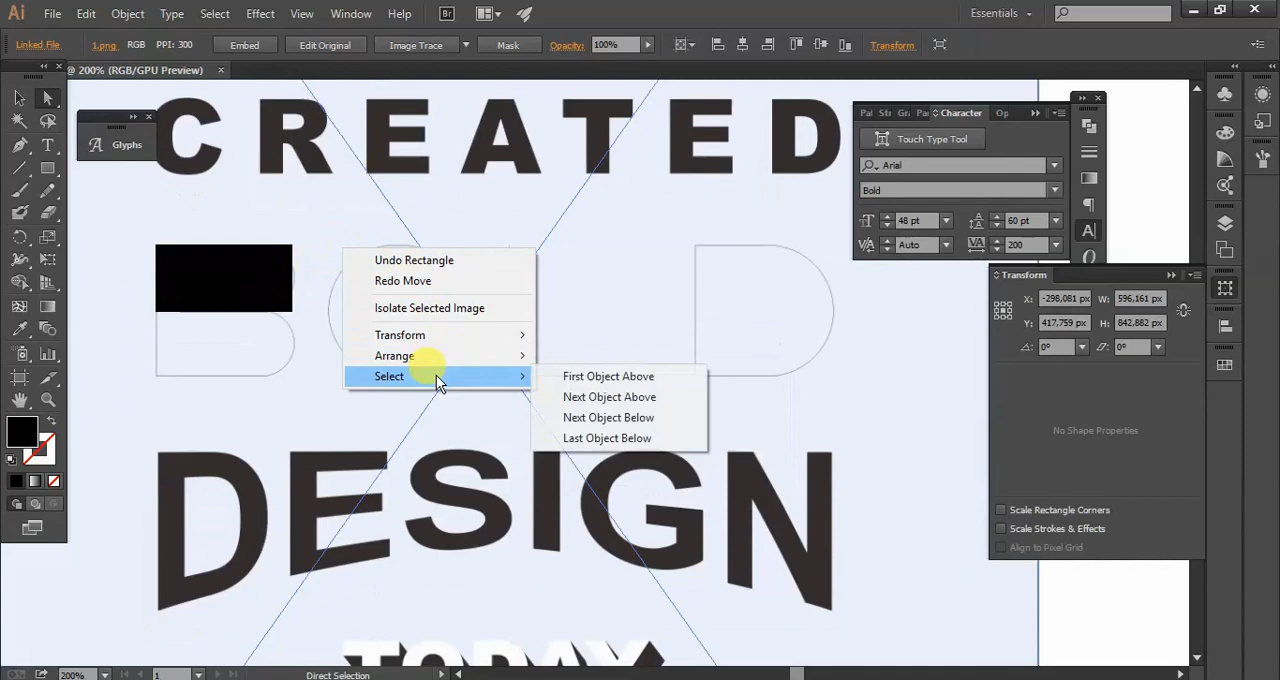 Ai File Edit Object Type Select Effect View Window Help Br Essentials
Linked File 1.png RGB PPI: 300 Embed Edit Original Image Trace Mask Opacity: 100% Transform
@ 200% (RGB/GPU Preview)
CREATED
A Glyphs
Character Op
Touch Type Tool
Arial
Bold
48 pt 60 pt
Auto 200
Undo Rectangle
Redo Move
Isolate Selected Image
Transform
Arrange
Select
First Object Above
Next Object Above
Next Object Below
Last Object Below
Transform
X: -298,081 px W: 596,161 px
Y: 417,759 px H: 842,882 px
0° 0°
No Shape Properties
Scale Rectangle Corners
Scale Strokes & Effects
Align to Pixel Grid
DESIGN
TODAY
200% 1 Direct Selection